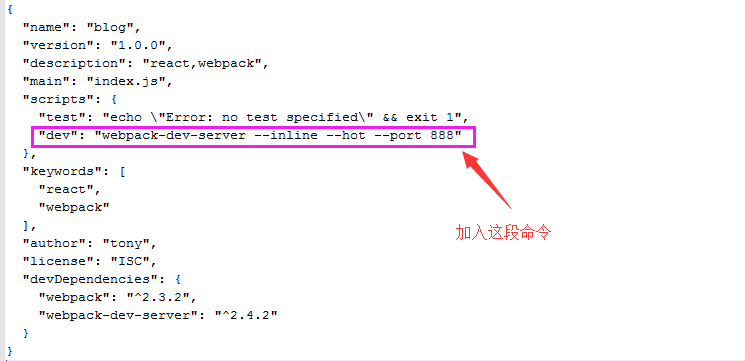 {
"name": "blog",
"version": "1.0.0",
"description": "react,webpack",
"main": "index.js",
"scripts": {
"test": "echo \"Error: no test specified\" && exit 1",
"dev": "webpack-dev-server --inline --hot --port 888"
},
"keywords": [
"react",
"webpack"
],
加入这段命令
"author": "tony",
"license": "ISC",
"devDependencies": {
"webpack": "^2.3.2",
"webpack-dev-server": "^2.4.2"
}
}